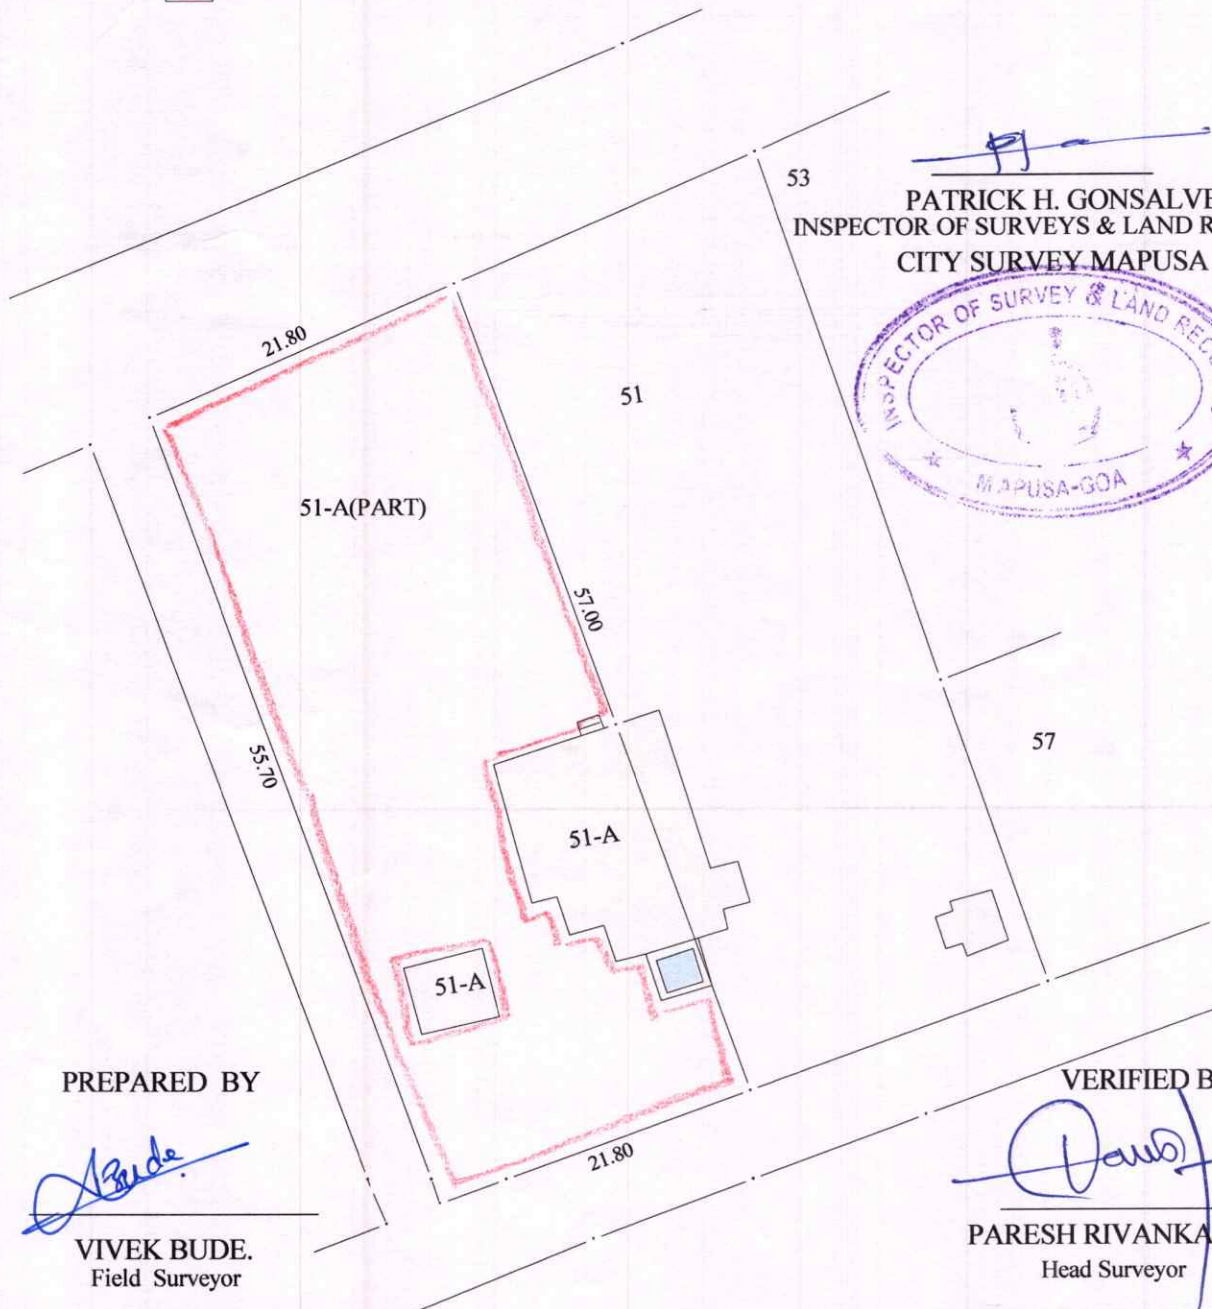 53
PATRICK H. GONSALVE
INSPECTOR OF SURVEYS & LAND R
CITY SURVEY MAPUSA
INSPECTOR OF SURVEY & LAND REC
MAPUSA-GOA
21.80
51
51-A(PART)
57.00
55.70
57
51-A
51-A
PREPARED BY
VERIFIED B
21.80
Bude
VIVEK BUDE.
Field Surveyor
PARESH RIVANKA
Head Surveyor